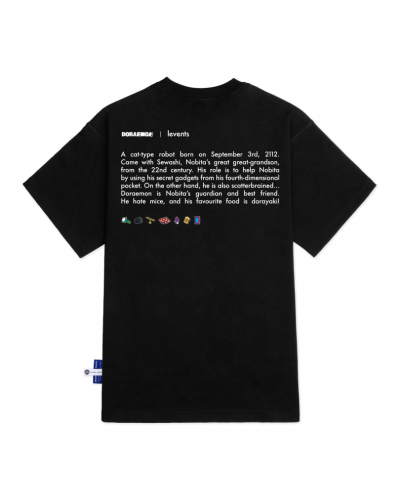 DORAEMON | levents
A cat-type robot born on September 3rd, 2112.
Came with Sewashi, Nobita's great great-grandson,
from the 22nd century. His role is to help Nobita
by using his secret gadgets from his fourth-dimensional
pocket. On the other hand, he is also scatterbrained...
Doraemon is Nobita's guardian and best friend.
He hate mice, and his favourite food is dorayaki!